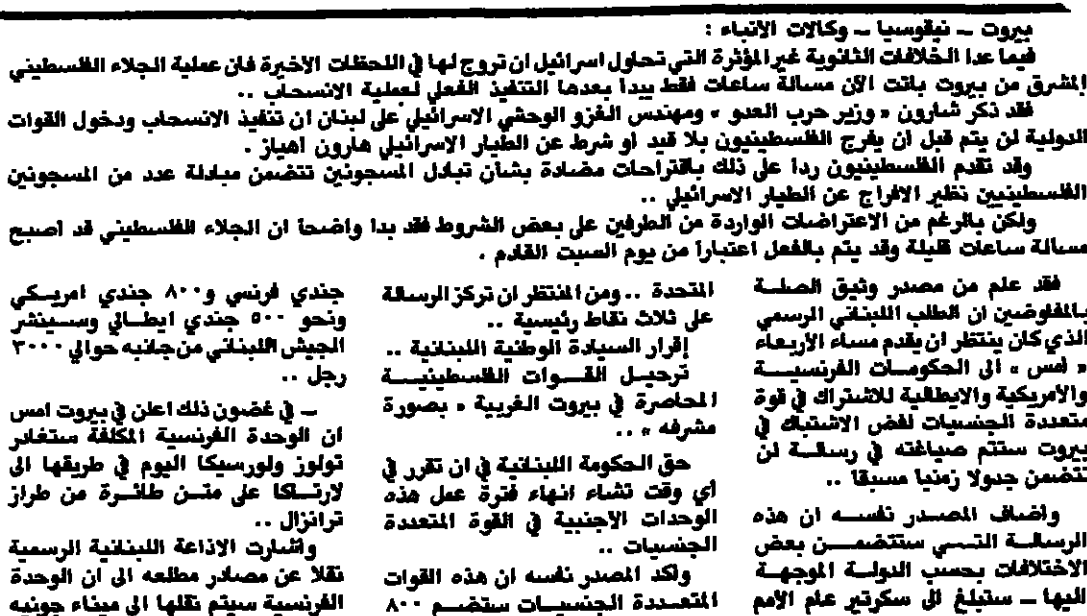 بيروت ــ نيقوسيا ــ وكالات الأنباء :
فيما عدا الخلافات الثانوية غير المؤثرة التي تحاول اسرائيل ان تروج لها في اللحظات الاخيرة فان عملية الجلاء الفلسطيني
المشرق من بيروت باتت الآن مسالة ساعات فقط يبدا بعدها التنفيذ الفعلي لعملية الانسحاب ..
فقد ذكر شارون « وزير حرب العدو » ومهندس الغزو الوحشي الاسرائيلي على لبنان ان تنفيذ الانسحاب ودخول القوات
الدولية لن يتم قبل ان يفرج الفلسطينيون بلا قيد او شرط عن الطيار الاسرائيلي هارون اهياز .
وقد تقدم الفلسطينيون ردا على ذلك باقتراحات مضادة بشأن تبادل المسجونين تتضمن مبادلة عدد من المسجونين
الفلسطينيين نظير الافراج عن الطيار الاسرائيلي ..
ولكن بالرغم من الاعتراضات الواردة من الطرفين على بعض الشروط فقد بدا واضحاً ان الجلاء الفلسطيني قد اصبح
مسالة ساعات قليلة وقد يتم بالفعل اعتباراً من يوم السبت القادم .
فقد علم من مصدر وثيق الصلة
بالمفاوضين ان الطلب اللبناني الرسمي
الذي كان ينتظر ان يقدم مساء الأربعاء
« امس » الى الحكومات الفرنسية
والامريكية والايطالية للاشتراك في قوة
متعددة الجنسيات لفض الاشتباك في
بيروت ستتم صياغته في رسالة لن
تتضمن جدولا زمنيا مسبقا ..
واضاف المصدر نفسه ان هذه
الرسالة التي ستتضمن بعض
الاختلافات بحسب الدولة الموجهة
اليها ــ ستبلغ الى سكرتير عام الأمم
المتحدة .. ومن المنتظر ان تركز الرسالة
على ثلاث نقاط رئيسية ..
إقرار السيادة الوطنية اللبنانية ..
ترحيل القوات الفلسطينية
المحاصرة في بيروت الغربية « بصورة
مشرفه » ..
حق الحكومة اللبنانية في ان تقرر في
أي وقت تشاء انهاء فترة عمل هذه
الوحدات الاجنبية في القوة المتعددة
الجنسيات ..
واكد المصدر نفسه ان هذه القوات
المتعددة الجنسيات ستضم ٨٠٠
جندي فرنسي و ٨٠٠ جندي امريكي
ونحو ٥٠٠ جندي ايطالي وسينشر
الجيش اللبناني من جانبه حوالي ٣٠٠٠
رجل ..
ــ في غضون ذلك اعلن في بيروت امس
ان الوحدة الفرنسية المكلفة ستغادر
تولوز ولورسيكا اليوم في طريقها الى
لارناكا على متن طائرة من طراز
ترانزال ..
واشارت الاذاعة اللبنانية الرسمية
نقلا عن مصادر مطلعه الى ان الوحدة
الفرنسية سيتم نقلها الى ميناء جونيه